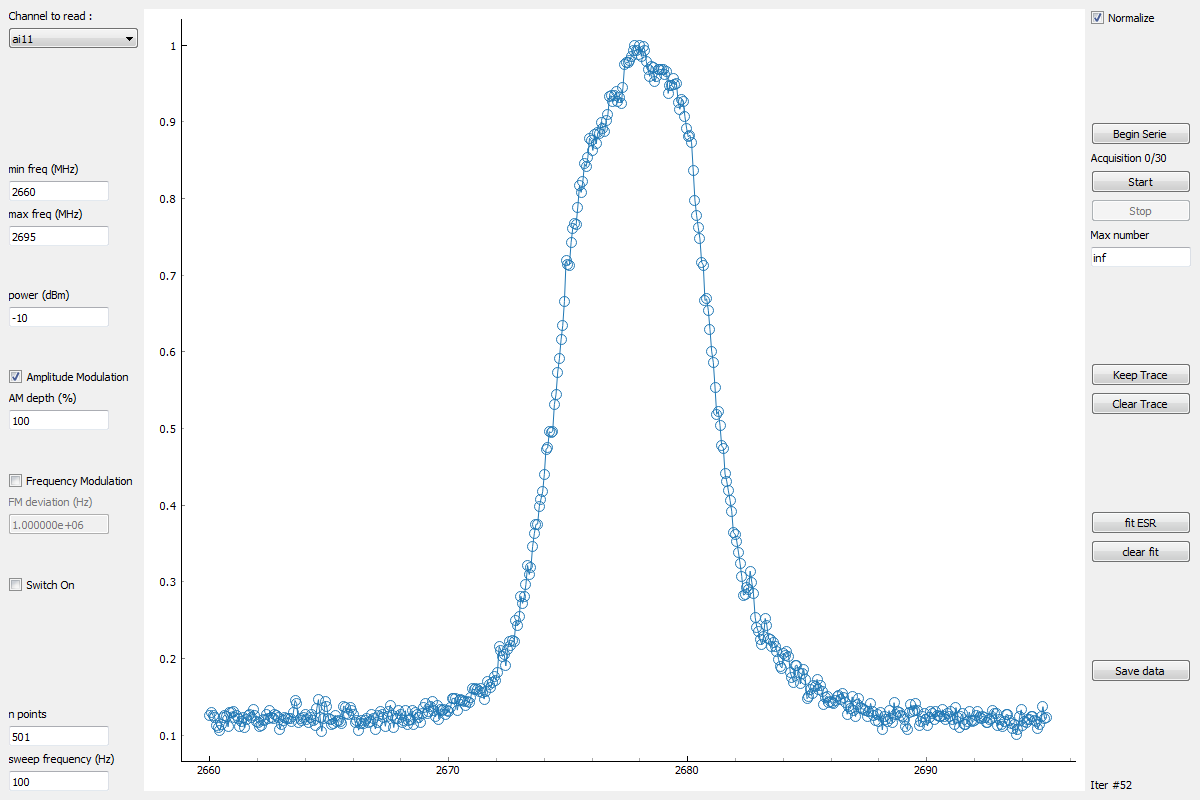 Channel to read :
ai11
min freq (MHz)
2660
max freq (MHz)
2695
power (dBm)
-10
Amplitude Modulation
AM depth (%)
100
Frequency Modulation
FM deviation (Hz)
1.000000e+06
Switch On
n points
501
sweep frequency (Hz)
100
1
0.9
0.8
0.7
0.6
0.5
0.4
0.3
0.2
0.1
2660
2670
2680
2690
Normalize
Begin Serie
Acquisition 0/30
Start
Stop
Max number
inf
Keep Trace
Clear Trace
fit ESR
clear fit
Save data
Iter #52